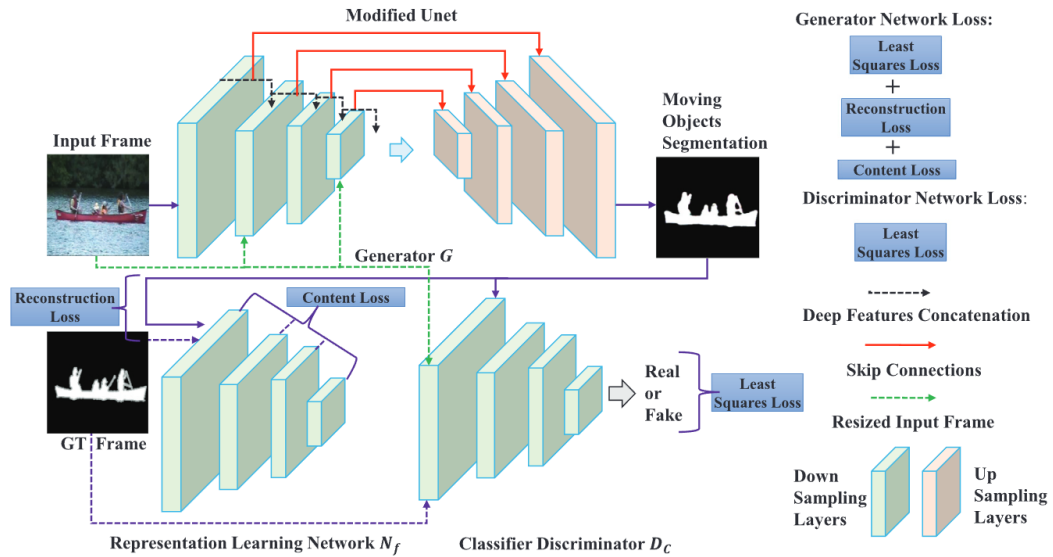 Modified Unet
Input Frame
Moving
Objects
Segmentation
Generator G
Reconstruction
Loss
Content Loss
GT Frame
Real
or
Fake
Least
Squares Loss
Representation Learning Network N_f
Classifier Discriminator D_C
Generator Network Loss:
Least
Squares Loss
+
Reconstruction
Loss
+
Content Loss
Discriminator Network Loss:
Least
Squares Loss
Deep Features Concatenation
Skip Connections
Resized Input Frame
Down
Sampling
Layers
Up
Sampling
Layers